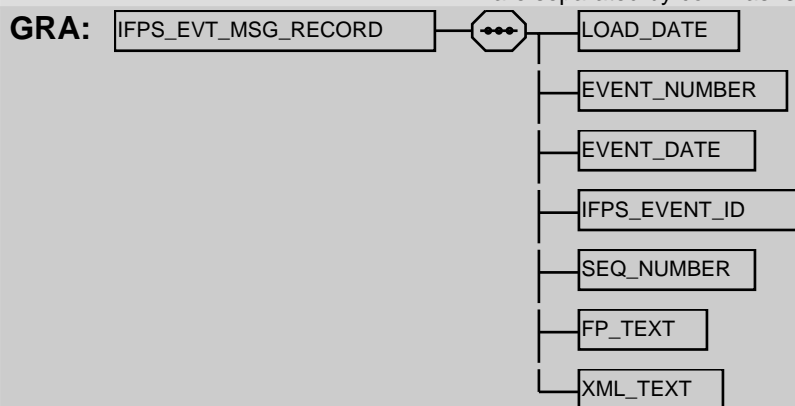 GRA: IFPS_EVT_MSG_RECORD LOAD_DATE
EVENT_NUMBER
EVENT_DATE
IFPS_EVENT_ID
SEQ_NUMBER
FP_TEXT
XML_TEXT